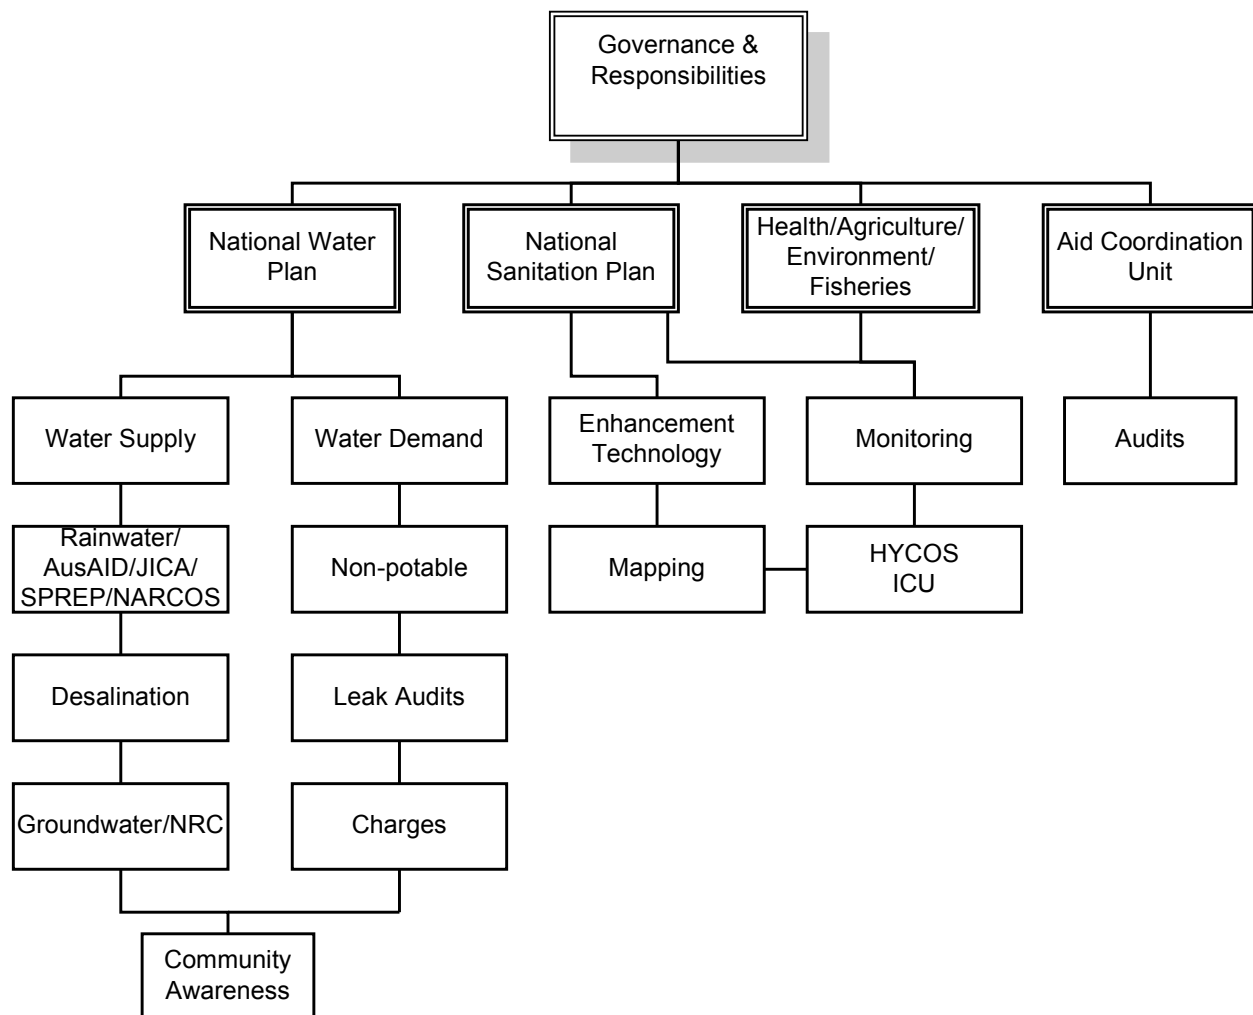 Governance &
Responsibilities
National Water
Plan
National
Sanitation Plan
Health/Agriculture/
Environment/
Fisheries
Aid Coordination
Unit
Water Supply
Water Demand
Enhancement
Technology
Monitoring
Audits
Rainwater/
AusAID/JICA/
SPREP/NARCOS
Non-potable
Mapping
HYCOS
ICU
Desalination
Leak Audits
Groundwater/NRC
Charges
Community
Awareness